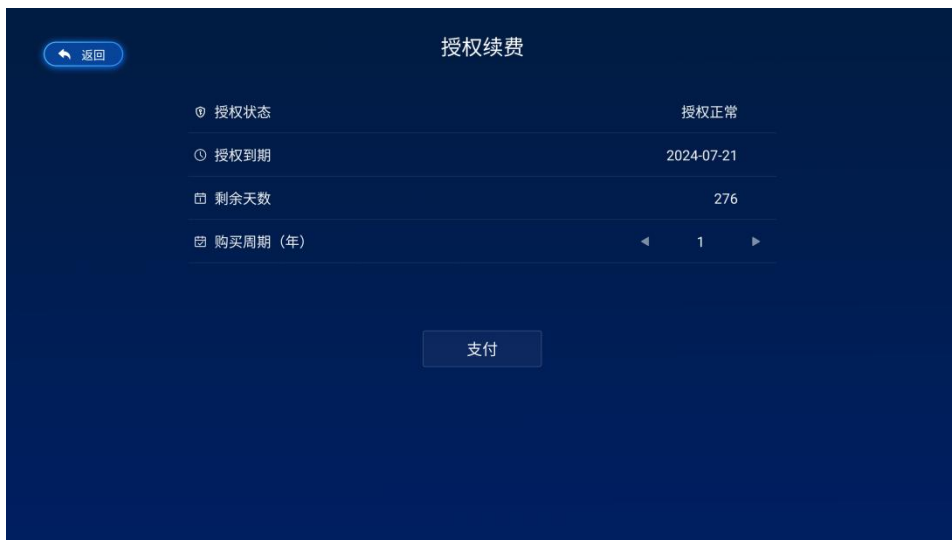 返回
授权续费
授权状态 授权正常
授权到期 2024-07-21
剩余天数 276
购买周期（年） 1
支付